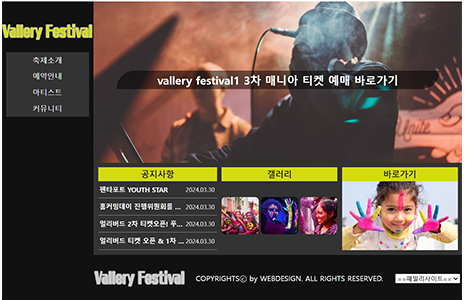 Vallery Festival
축제소개
예약안내
아티스트
커뮤니티
vallery festival1 3차 매니아 티켓 예매 바로가기
공지사항
펜타포트 YOUTH STAR 2024.03.30
홈커밍데이 진행위원회를 ... 2024.03.30
얼리버드 2차 티켓오픈! 푸... 2024.03.30
얼리버드 티켓 오픈 & 1차 ... 2024.03.30
갤러리
바로가기
Vallery Festival
COPYRIGHTSⓒ by WEBDESIGN. ALL RIGHTS RESERVED.
==패밀리사이트==